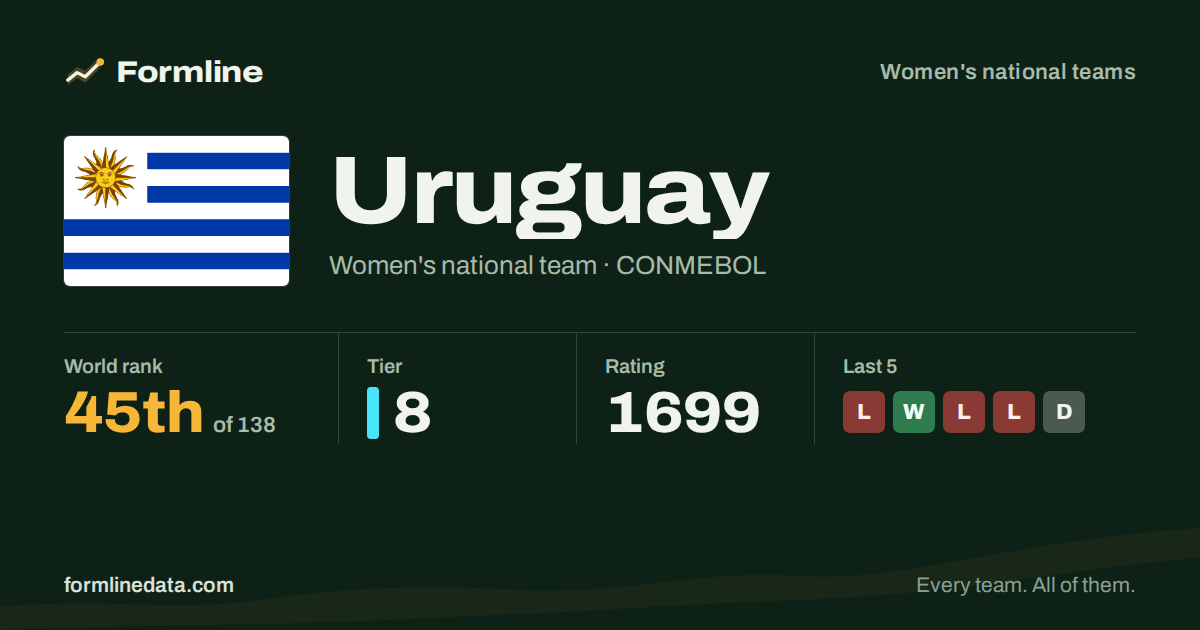 Formline
Women's national teams
Uruguay
Women's national team · CONMEBOL
World rank
45th of 138
Tier
8
Rating
1699
Last 5
L W L L D
formlinedata.com
Every team. All of them.